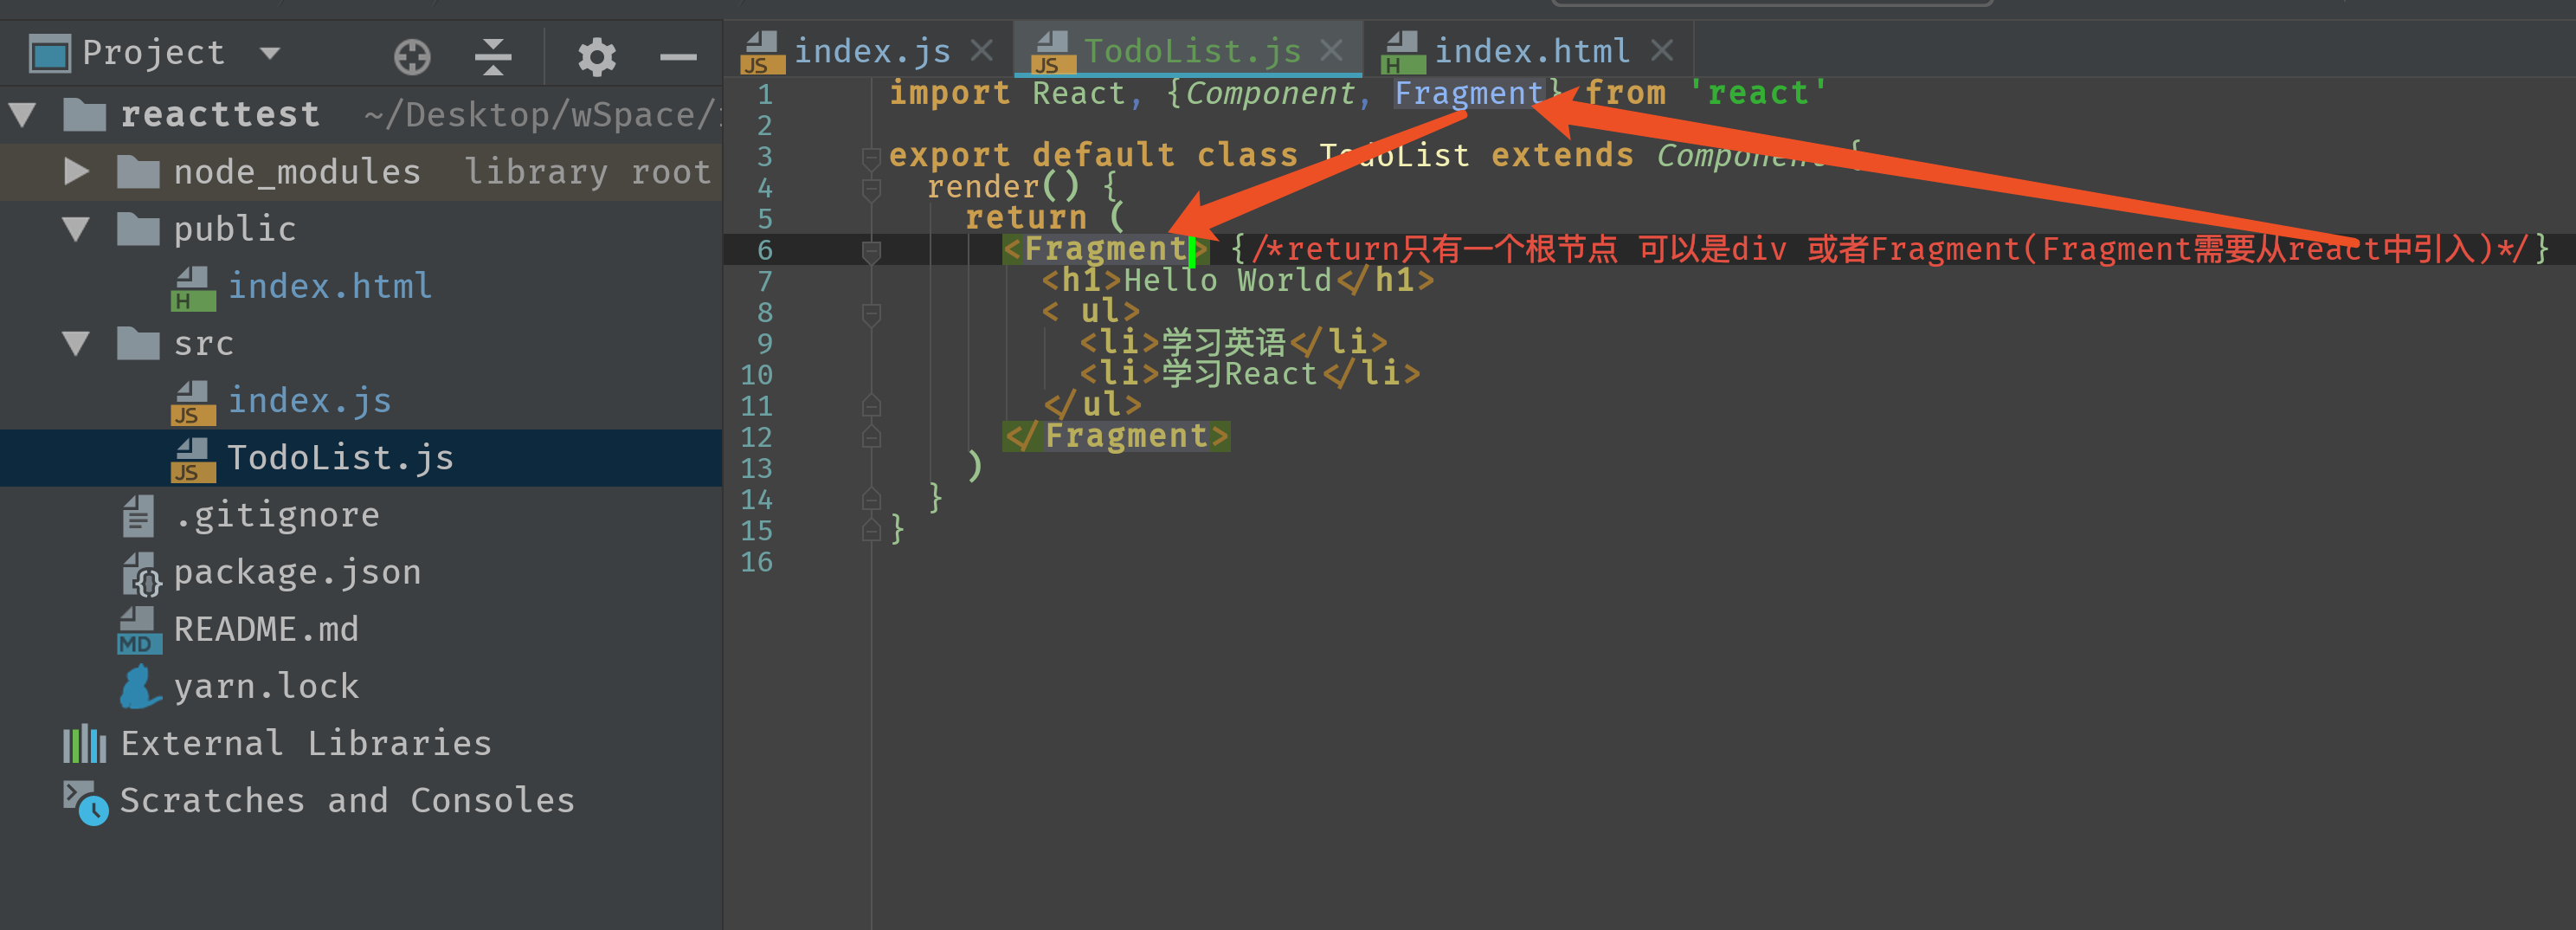 Project
index.js
TodoList.js
index.html
reacttest ~/Desktop/wSpace/
node_modules library root
public
index.html
src
index.js
TodoList.js
.gitignore
package.json
README.md
yarn.lock
External Libraries
Scratches and Consoles
1 import React, {Component, Fragment} from 'react'
2
3 export default class TodoList extends Component {
4 render() {
5 return (
6 <Fragment> {/*return只有一个根节点 可以是div 或者Fragment(Fragment需要从react中引入)*/}
7 <h1>Hello World</h1>
8 < ul>
9 <li>学习英语</li>
10 <li>学习React</li>
11 </ul>
12 </Fragment>
13 )
14 }
15 }
16